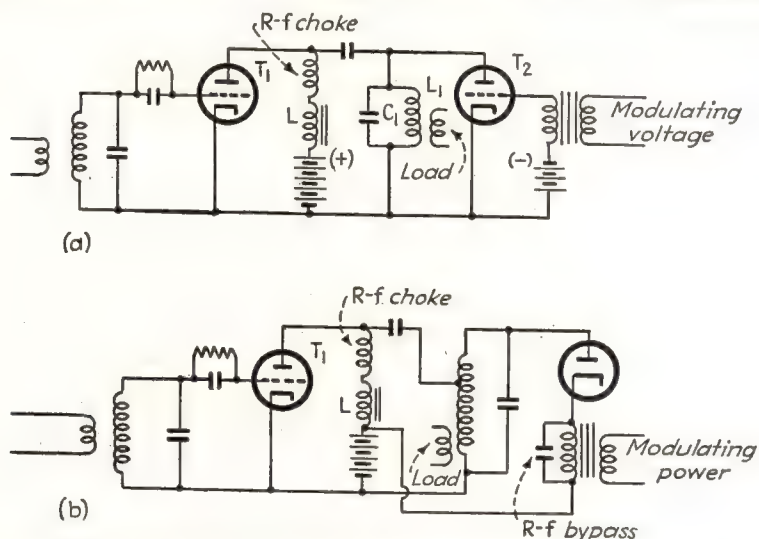 R-f choke
T1
T2
L
L1
C1
(+)
(-)
Load
Modulating
voltage
(a)
R-f choke
T1
L
Load
Modulating
power
R-f bypass
(b)